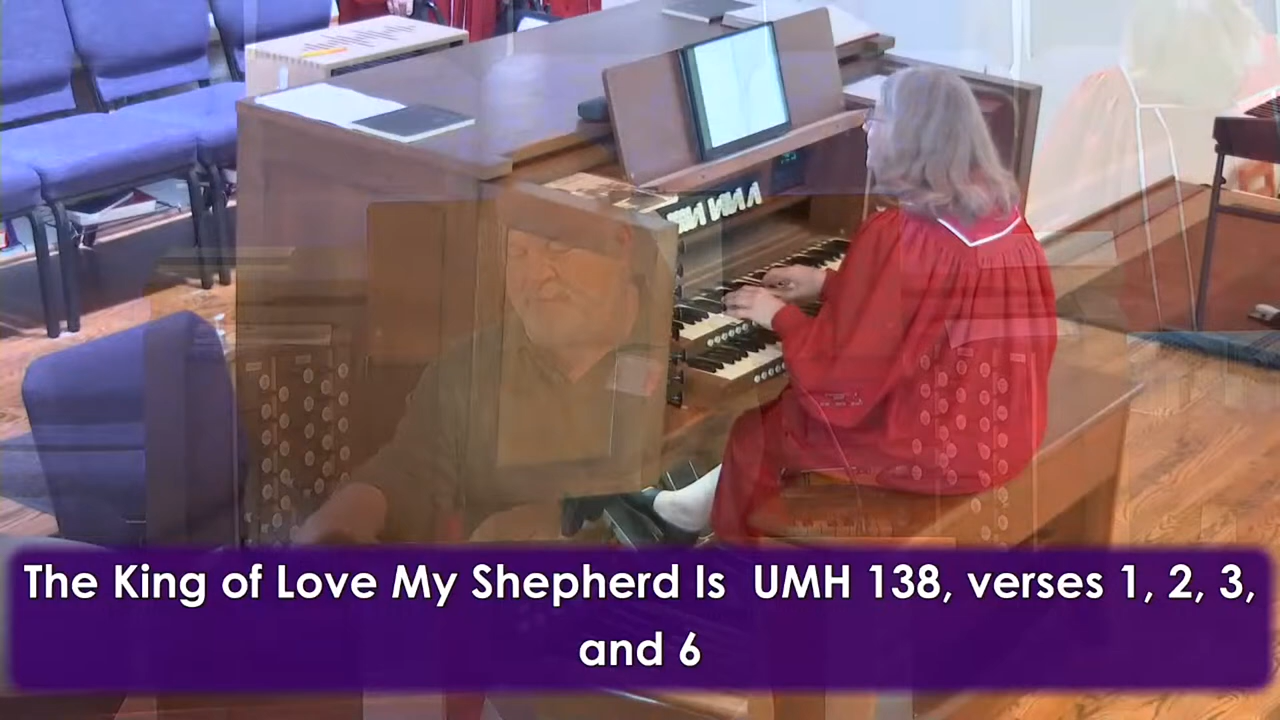 The King of Love My Shepherd Is  UMH 138, verses 1, 2, 3,
and 6